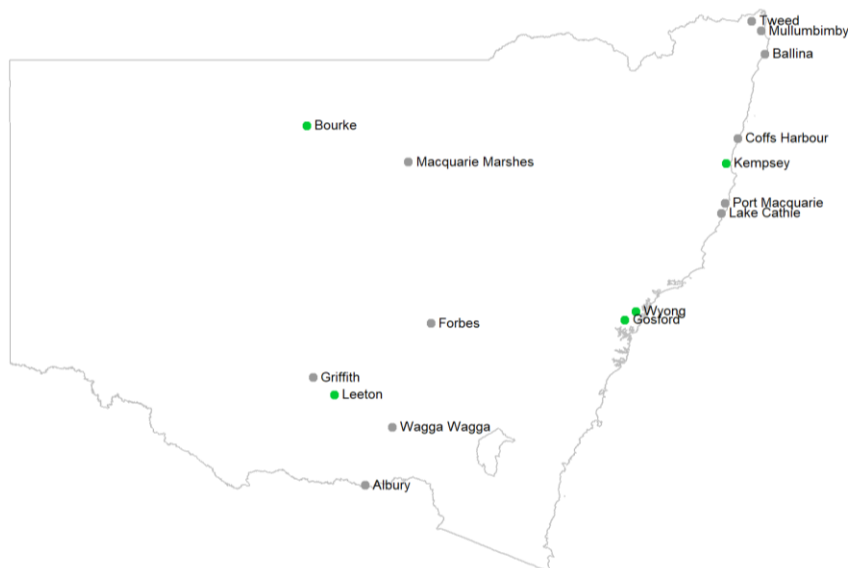 Tweed
Mullumbimby
Ballina
Bourke
Coffs Harbour
Macquarie Marshes
Kempsey
Port Macquarie
Lake Cathie
Wyong
Gosford
Forbes
Griffith
Leeton
Wagga Wagga
Albury